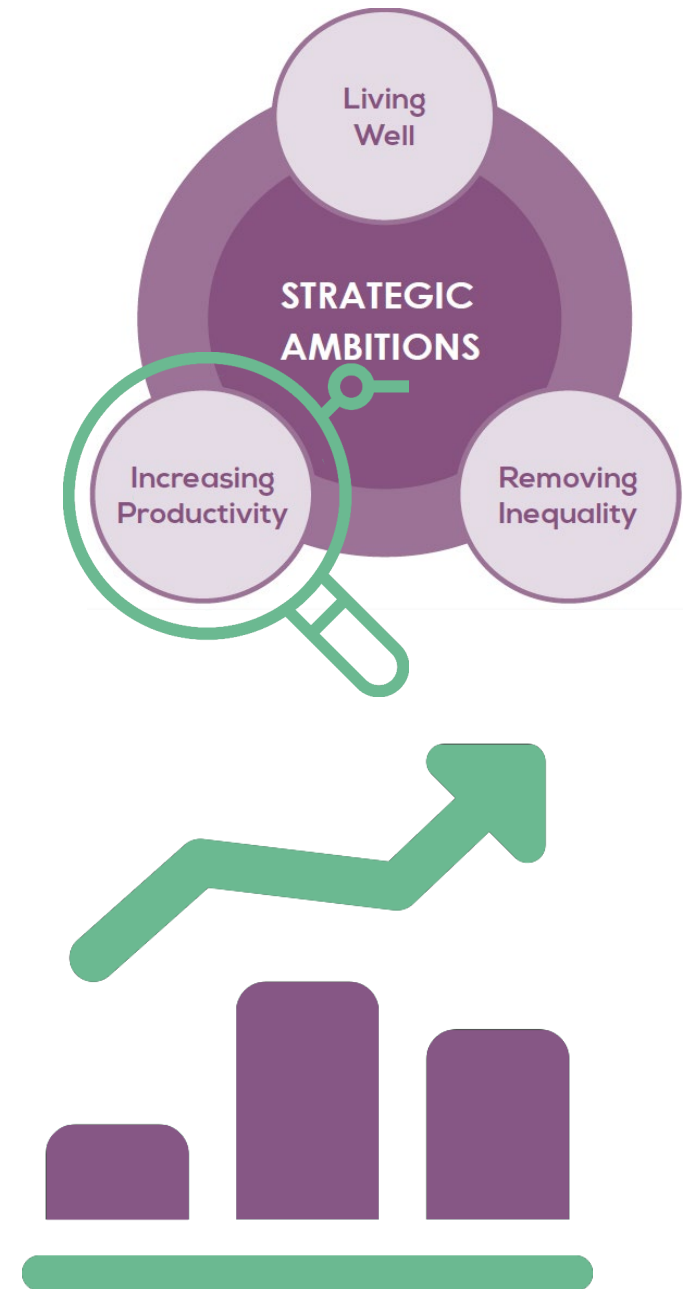 Living
Well
STRATEGIC
AMBITIONS
Increasing
Productivity
Removing
Inequality